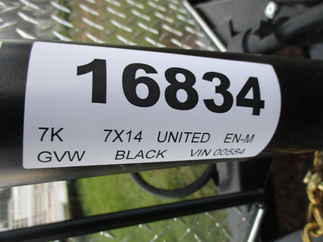 16834
7K 7X14 UNITED EN-M
GVW BLACK VIN 00584